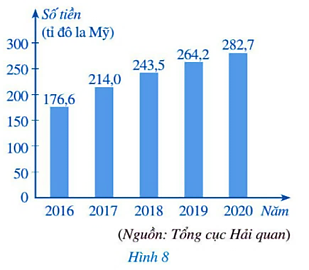 Số tiền
(tỉ đô la Mỹ)
300
250
200
150
100
50
0
176,6
214,0
243,5
264,2
282,7
2016 2017 2018 2019 2020 Năm
(Nguồn: Tổng cục Hải quan)
Hình 8